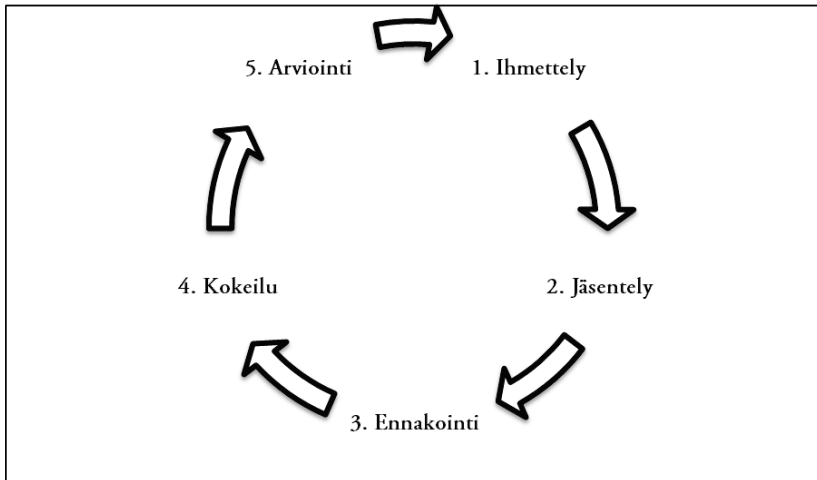 5. Arviointi
1. Ihmettely
4. Kokeilu
2. Jäsentely
3. Ennakointi